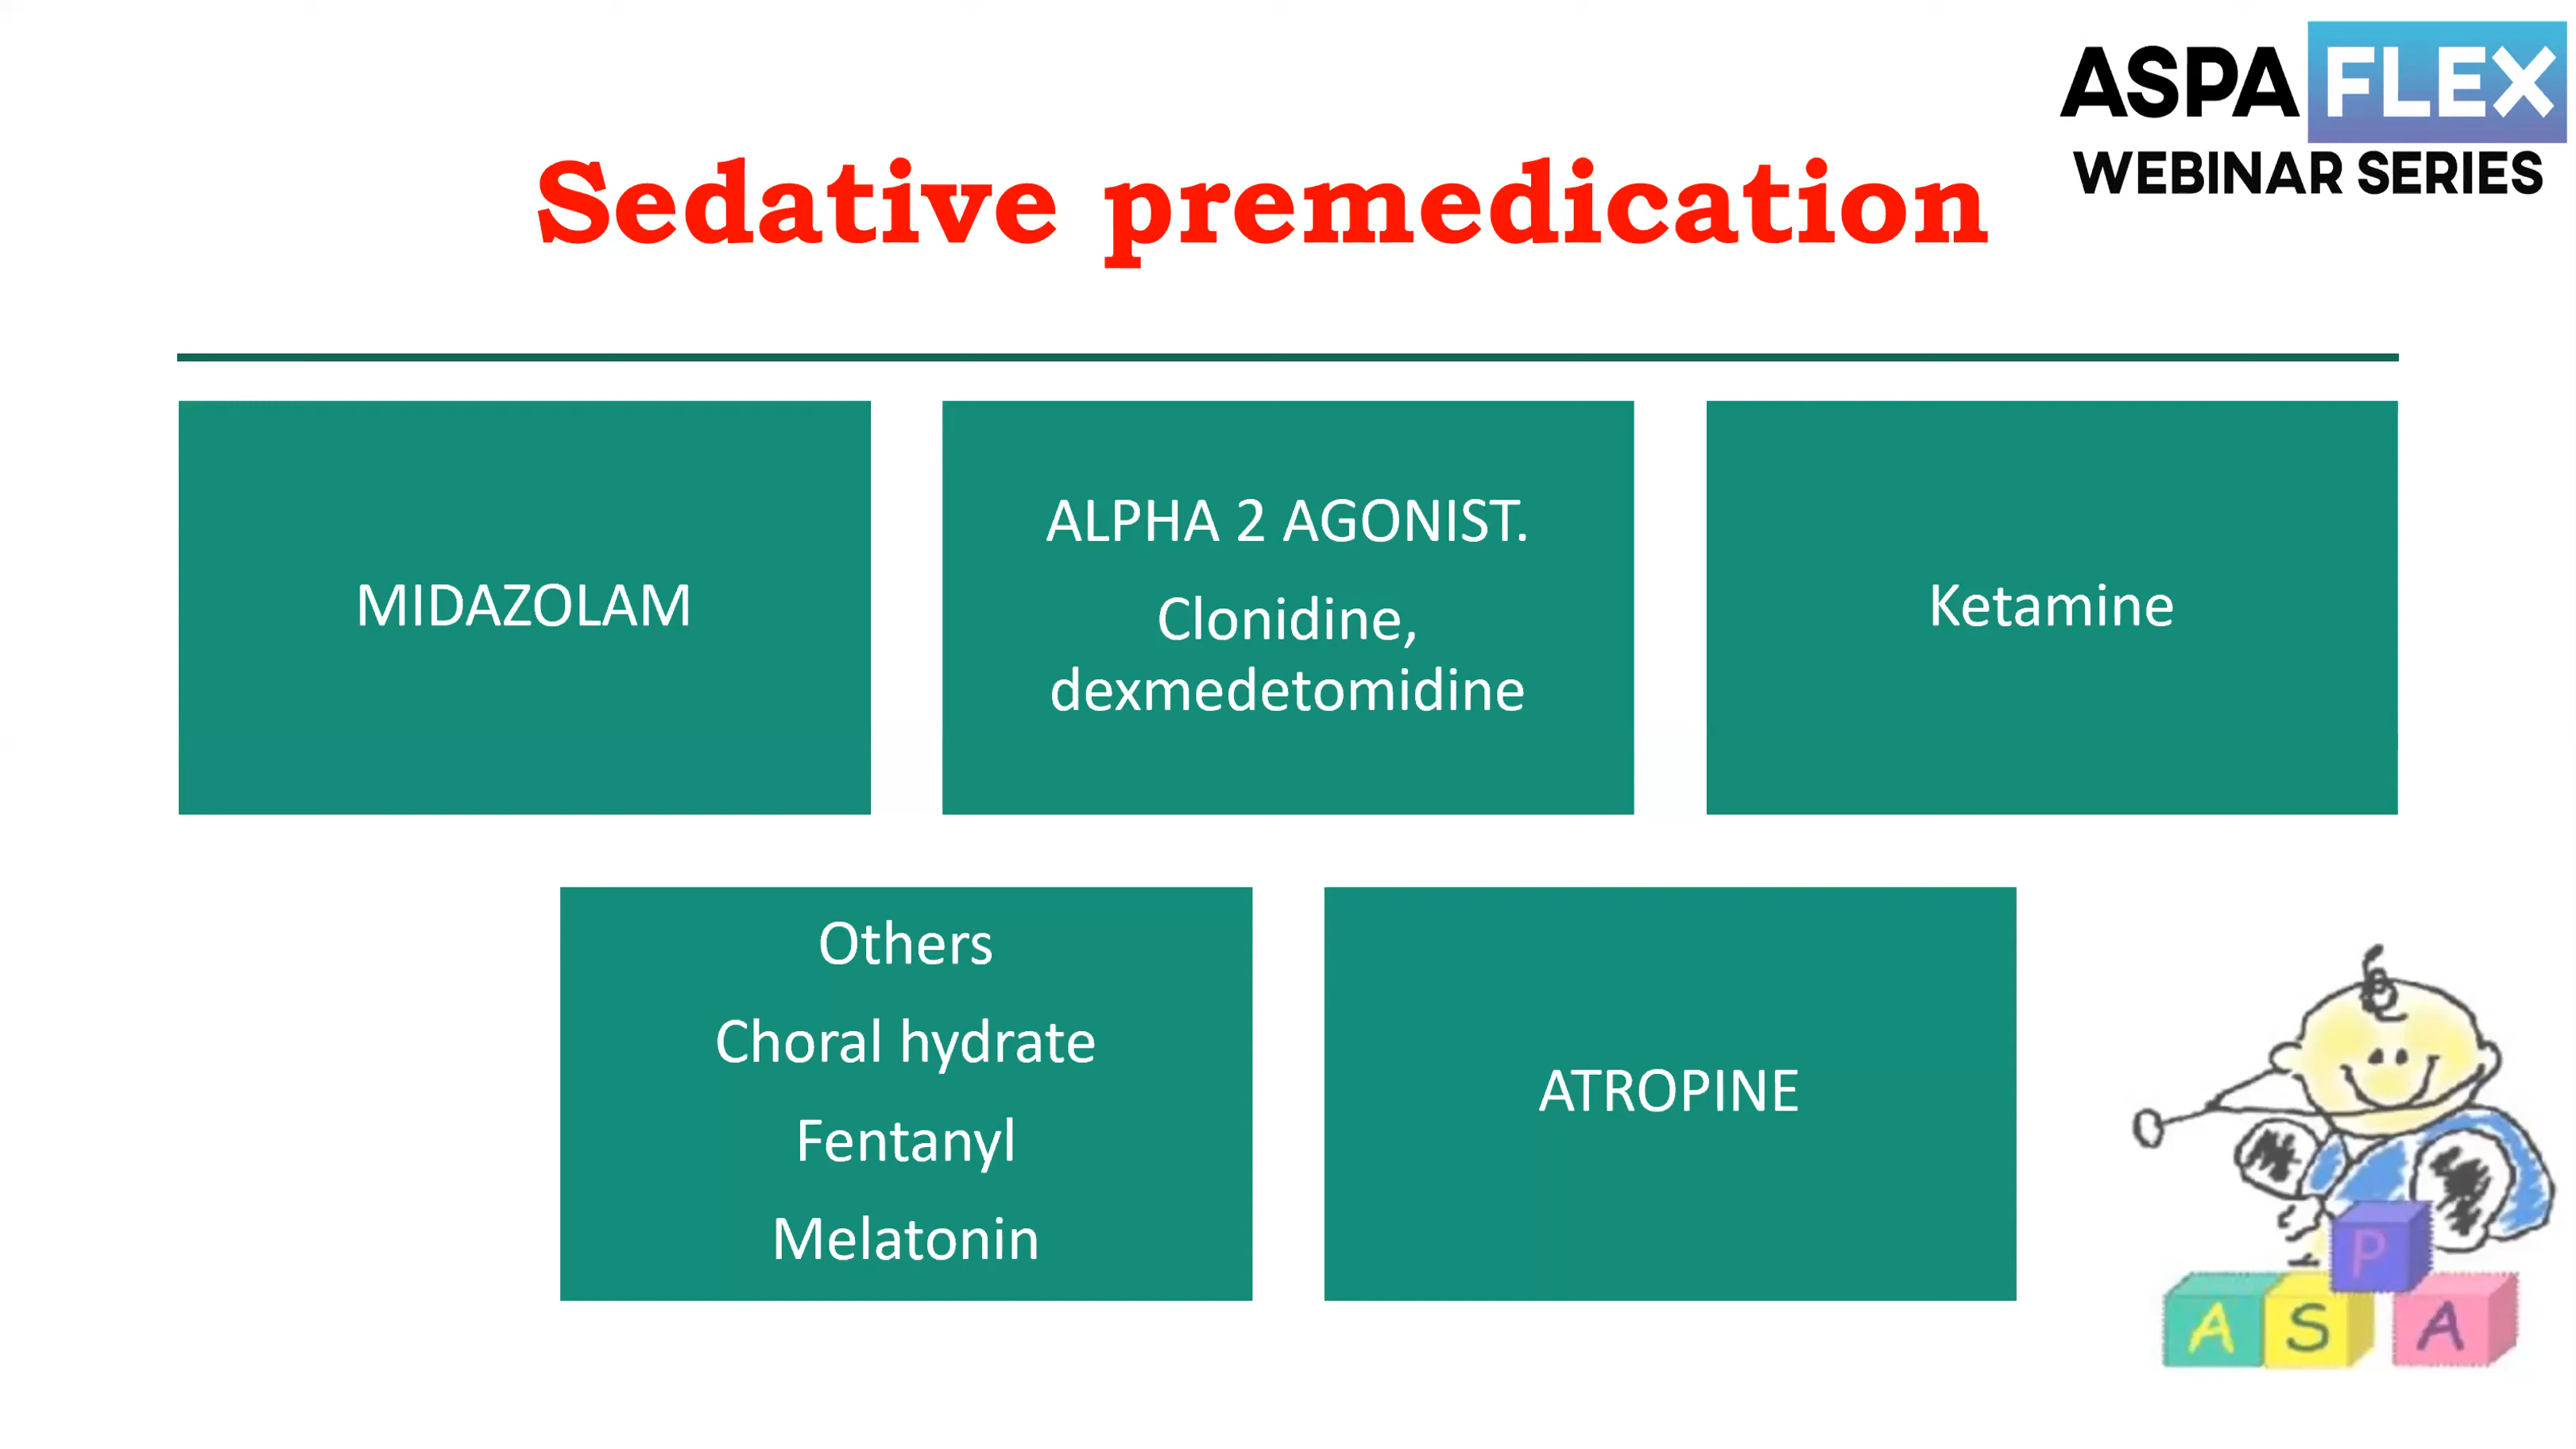 ASPA FLEX
WEBINAR SERIES
Sedative premedication
MIDAZOLAM
ALPHA 2 AGONIST.
Clonidine,
dexmedetomidine
Ketamine
Others
Choral hydrate
Fentanyl
Melatonin
ATROPINE
P
A S A